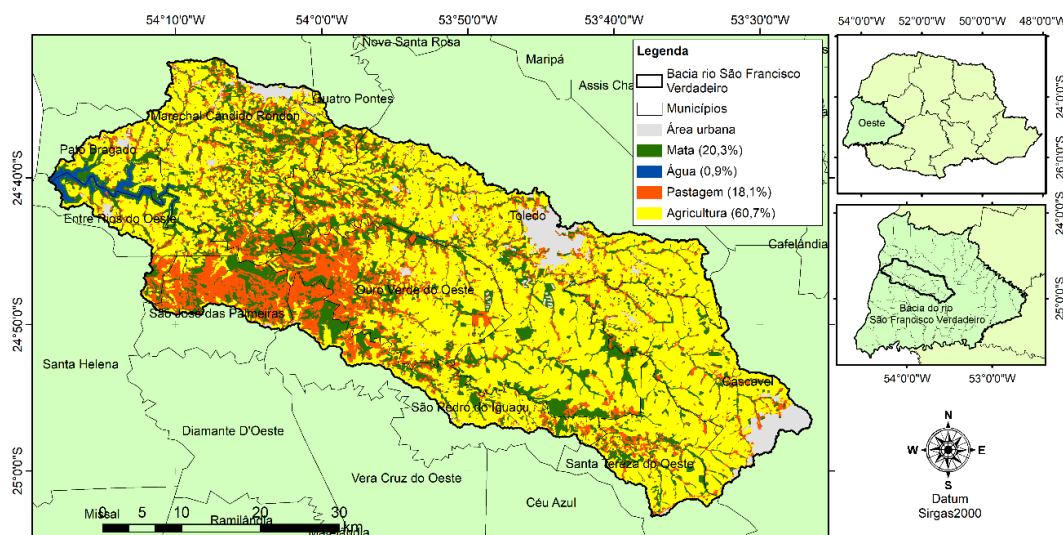 54°10'0"W
54°0'0"W
53°50'0"W
53°40'0"W
53°30'0"W
24°40'0"S
24°50'0"S
25°0'0"S
Nova Santa Rosa
Maripá
Assis Cha
Quatro Pontes
Marechal Cândido Rondon
Pato Bragado
Entre Rios do Oeste
Toledo
Cafelândia
Ouro Verde do Oeste
São José das Palmeiras
Santa Helena
Cascavel
São Pedro do Iguaçu
Diamante D'Oeste
Santa Tereza do Oeste
Vera Cruz do Oeste
Céu Azul
Missal
Ramilândia
0 5 10 20 30
km
Legenda
Bacia rio São Francisco
Verdadeiro
Municípios
Área urbana
Mata (20,3%)
Água (0,9%)
Pastagem (18,1%)
Agricultura (60,7%)
54°0'0"W
52°0'0"W
50°0'0"W
48°0'0"W
Oeste
24°0'0"S
26°0'0"S
24°0'0"S
25°0'0"S
Bacia do rio
São Francisco Verdadeiro
54°0'0"W
53°0'0"W
N
W
E
S
Datum
Sirgas2000